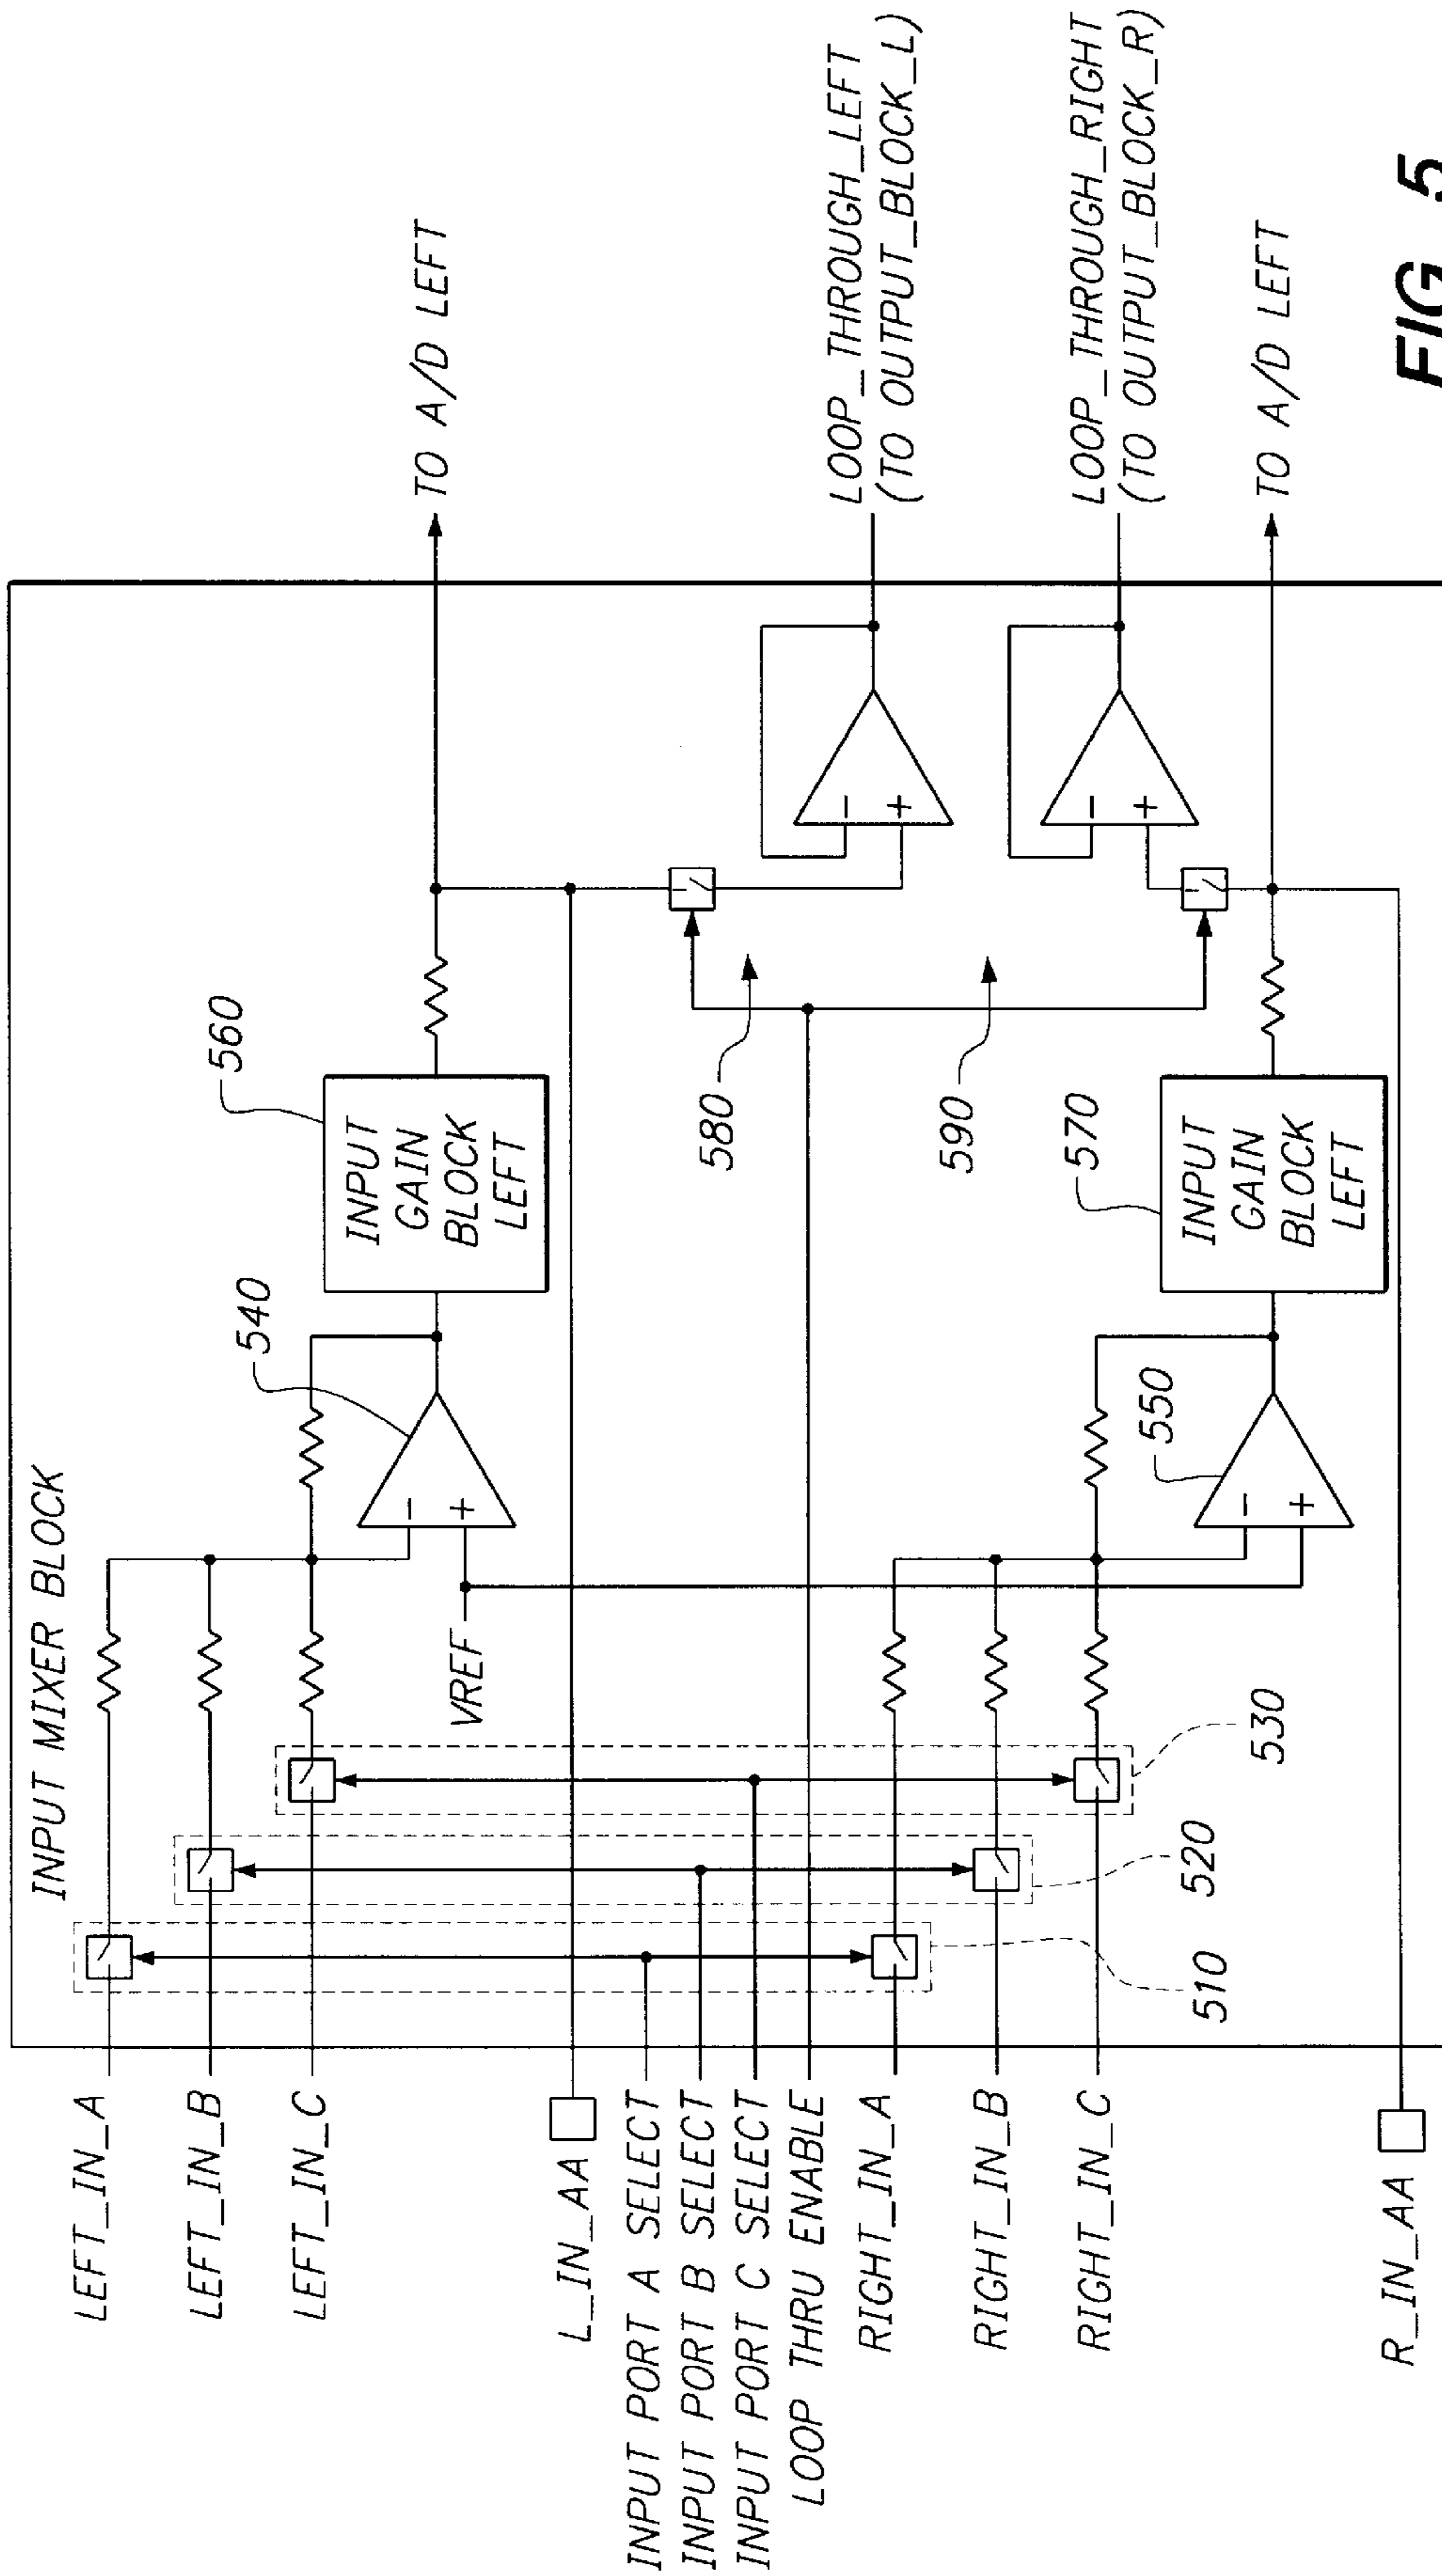 INPUT MIXER BLOCK
LEFT_IN_A
LEFT_IN_B
LEFT_IN_C
L_IN_AA
INPUT PORT A SELECT
INPUT PORT B SELECT
INPUT PORT C SELECT
LOOP THRU ENABLE
RIGHT_IN_A
RIGHT_IN_B
RIGHT_IN_C
R_IN_AA
510
520
530
VREF
-
+
540
-
+
550
INPUT
GAIN
BLOCK
LEFT
560
INPUT
GAIN
BLOCK
LEFT
570
580
590
-
+
-
+
TO A/D LEFT
LOOP_THROUGH_LEFT
(TO OUTPUT_BLOCK_L)
LOOP_THROUGH_RIGHT
(TO OUTPUT_BLOCK_R)
TO A/D LEFT
FIG. 5